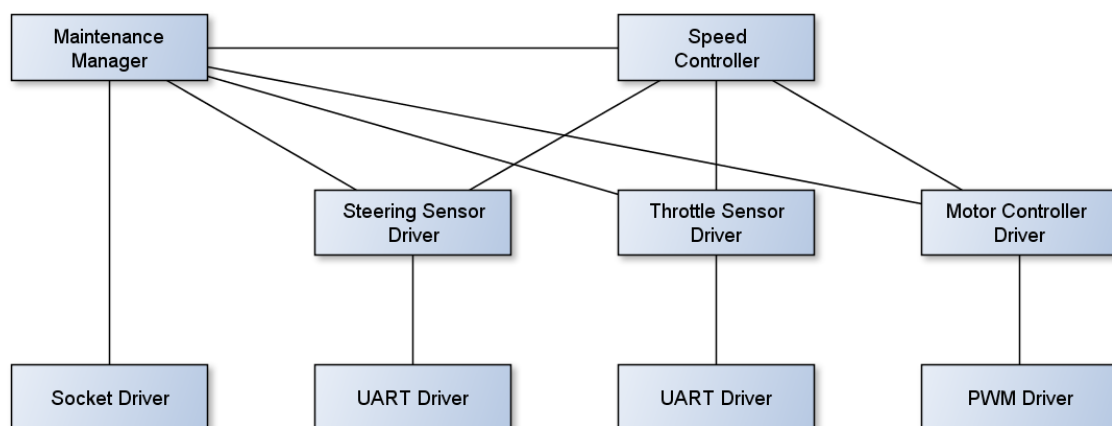 Maintenance
Manager
Speed
Controller
Steering Sensor
Driver
Throttle Sensor
Driver
Motor Controller
Driver
Socket Driver
UART Driver
UART Driver
PWM Driver